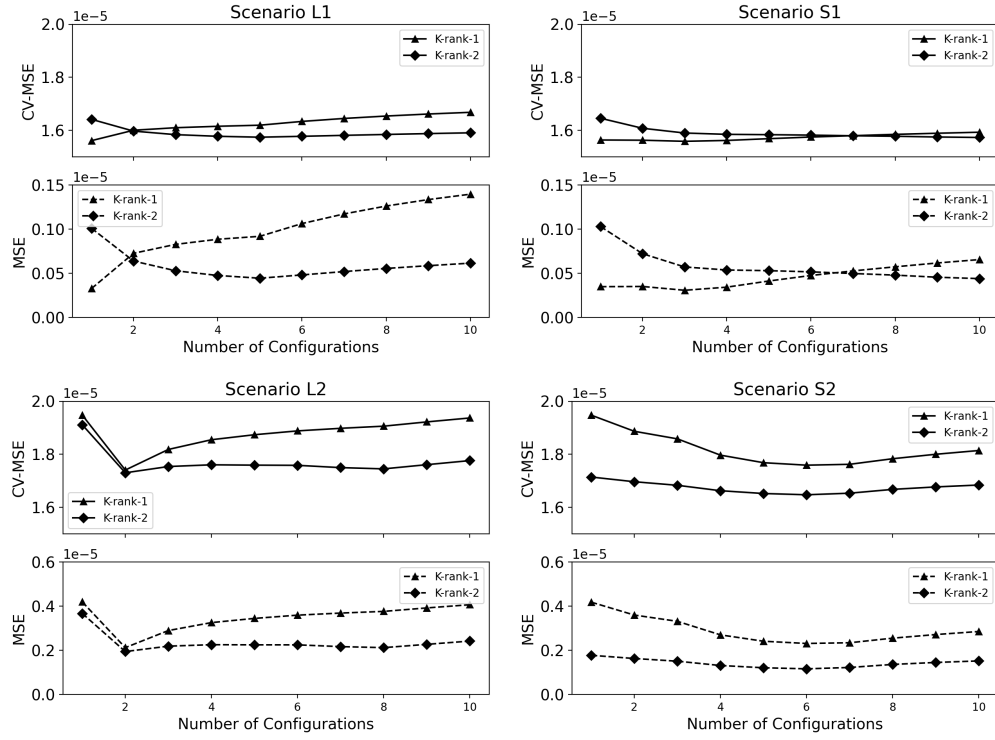 Scenario L1
1e−5
2.0
1.8
1.6
CV-MSE
K-rank-1
K-rank-2
1e−5
0.15
0.10
0.05
0.00
MSE
K-rank-1
K-rank-2
2 4 6 8 10
Number of Configurations
Scenario S1
1e−5
2.0
1.8
1.6
CV-MSE
K-rank-1
K-rank-2
1e−5
0.15
0.10
0.05
0.00
MSE
K-rank-1
K-rank-2
2 4 6 8 10
Number of Configurations
Scenario L2
1e−5
2.0
1.8
1.6
CV-MSE
K-rank-1
K-rank-2
1e−5
0.6
0.4
0.2
0.0
MSE
K-rank-1
K-rank-2
2 4 6 8 10
Number of Configurations
Scenario S2
1e−5
2.0
1.8
1.6
CV-MSE
K-rank-1
K-rank-2
1e−5
0.6
0.4
0.2
0.0
MSE
K-rank-1
K-rank-2
2 4 6 8 10
Number of Configurations